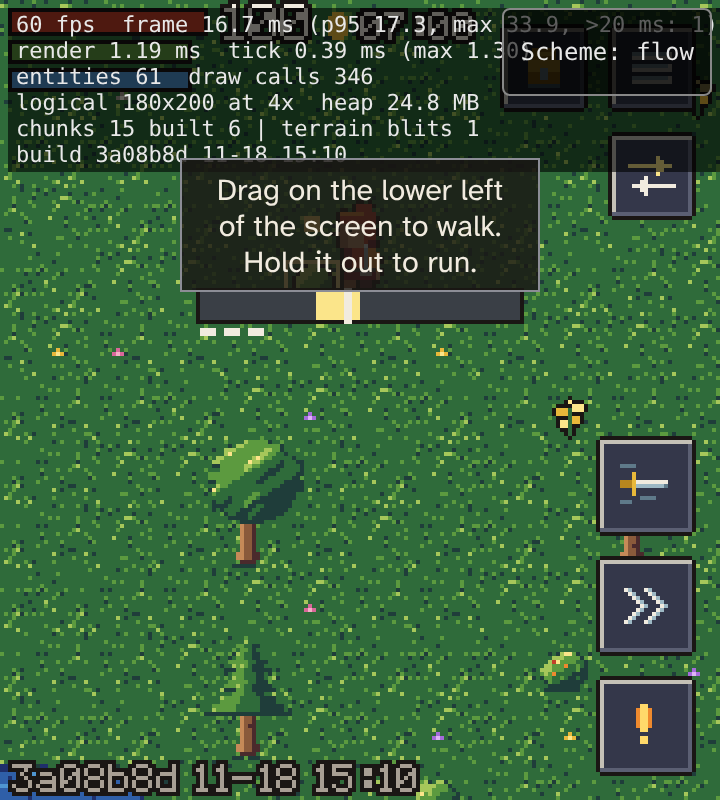 60 fps  frame 16.7 ms (p95 17.3, max 33.9, >20 ms: 1)
render 1.19 ms  tick 0.39 ms (max 1.30
Scheme: flow
entities 61  draw calls 346
logical 180x200 at 4x  heap 24.8 MB
chunks 15 built 6 | terrain blits 1
build 3a08b8d 11-18 15:10
Drag on the lower left
of the screen to walk.
Hold it out to run.
3a08b8d 11-18 15:10